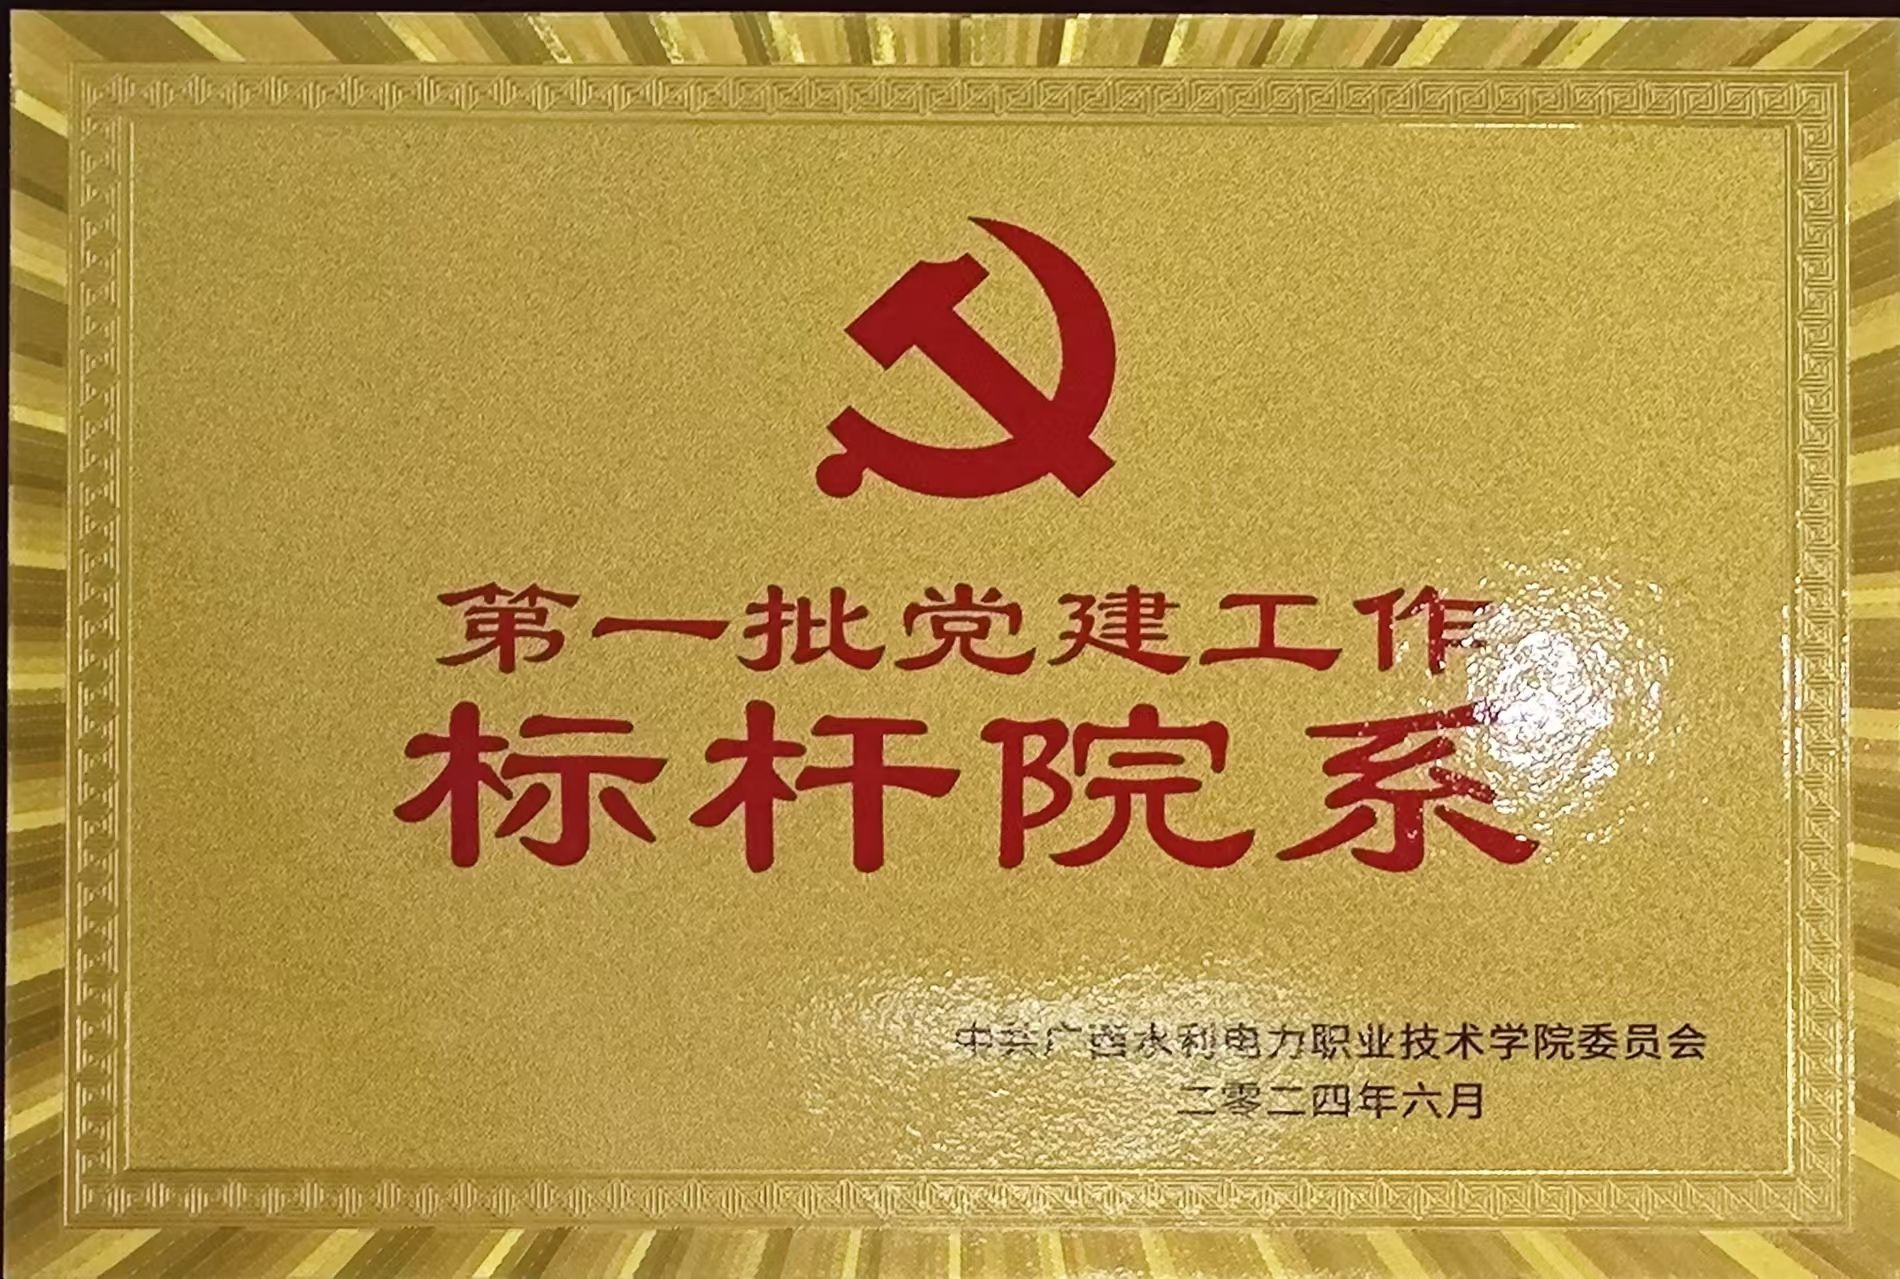 第一批党建工作
标杆院系
中共广西水利电力职业技术学院委员会
二零二四年六月